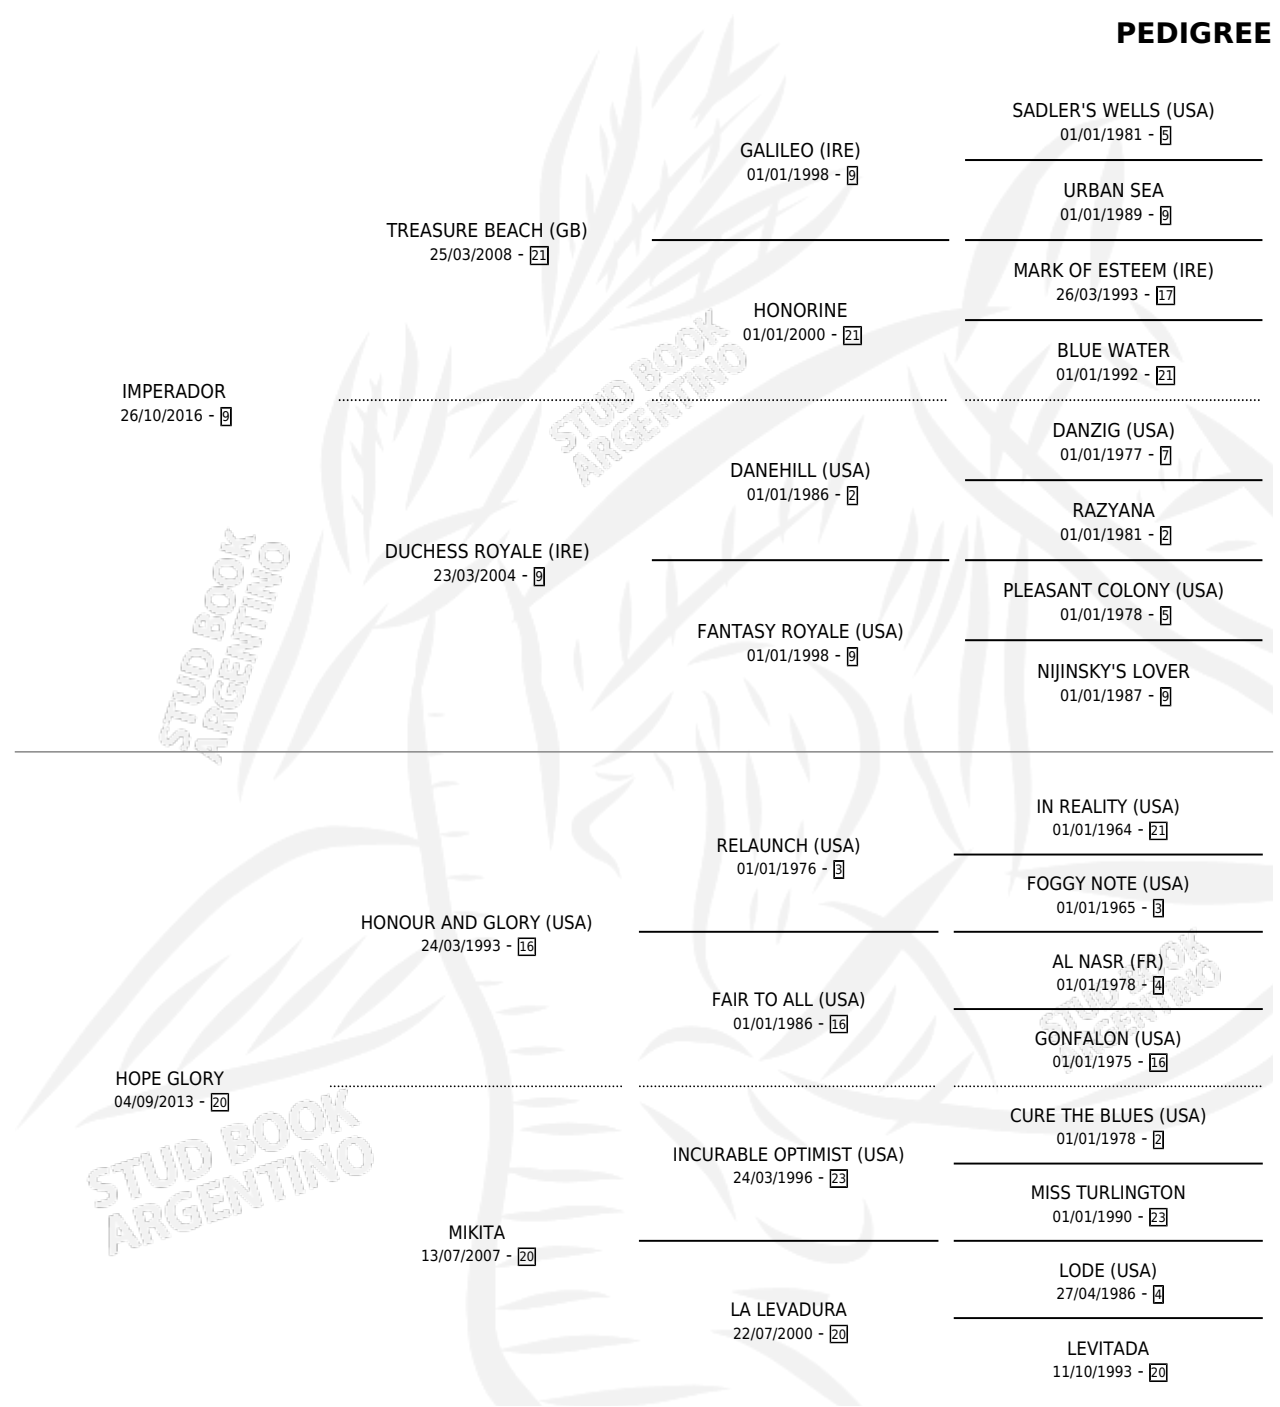 PEDIGREE
SADLER'S WELLS (USA)
01/01/1981 - 5
GALILEO (IRE)
01/01/1998 - 9
URBAN SEA
01/01/1989 - 9
TREASURE BEACH (GB)
25/03/2008 - 21
MARK OF ESTEEM (IRE)
26/03/1993 - 17
HONORINE
01/01/2000 - 21
BLUE WATER
01/01/1992 - 21
IMPERADOR
26/10/2016 - 9
STUD BOOK
ARGENTINO
DANZIG (USA)
01/01/1977 - 7
DANEHILL (USA)
01/01/1986 - 2
RAZYANA
01/01/1981 - 2
DUCHESS ROYALE (IRE)
23/03/2004 - 9
PLEASANT COLONY (USA)
01/01/1978 - 5
FANTASY ROYALE (USA)
01/01/1998 - 9
NIJINSKY'S LOVER
01/01/1987 - 9
STUD BOOK
ARGENTINO
IN REALITY (USA)
01/01/1964 - 21
RELAUNCH (USA)
01/01/1976 - 3
FOGGY NOTE (USA)
01/01/1965 - 3
HONOUR AND GLORY (USA)
24/03/1993 - 16
AL NASR (FR)
01/01/1978 - 4
STUD BOOK
ARGENTINO
FAIR TO ALL (USA)
01/01/1986 - 16
GONFALON (USA)
01/01/1975 - 16
HOPE GLORY
04/09/2013 - 20
STUD BOOK
ARGENTINO
CURE THE BLUES (USA)
01/01/1978 - 2
INCURABLE OPTIMIST (USA)
24/03/1996 - 23
MISS TURLINGTON
01/01/1990 - 23
MIKITA
13/07/2007 - 20
LODE (USA)
27/04/1986 - 4
LA LEVADURA
22/07/2000 - 20
LEVITADA
11/10/1993 - 20